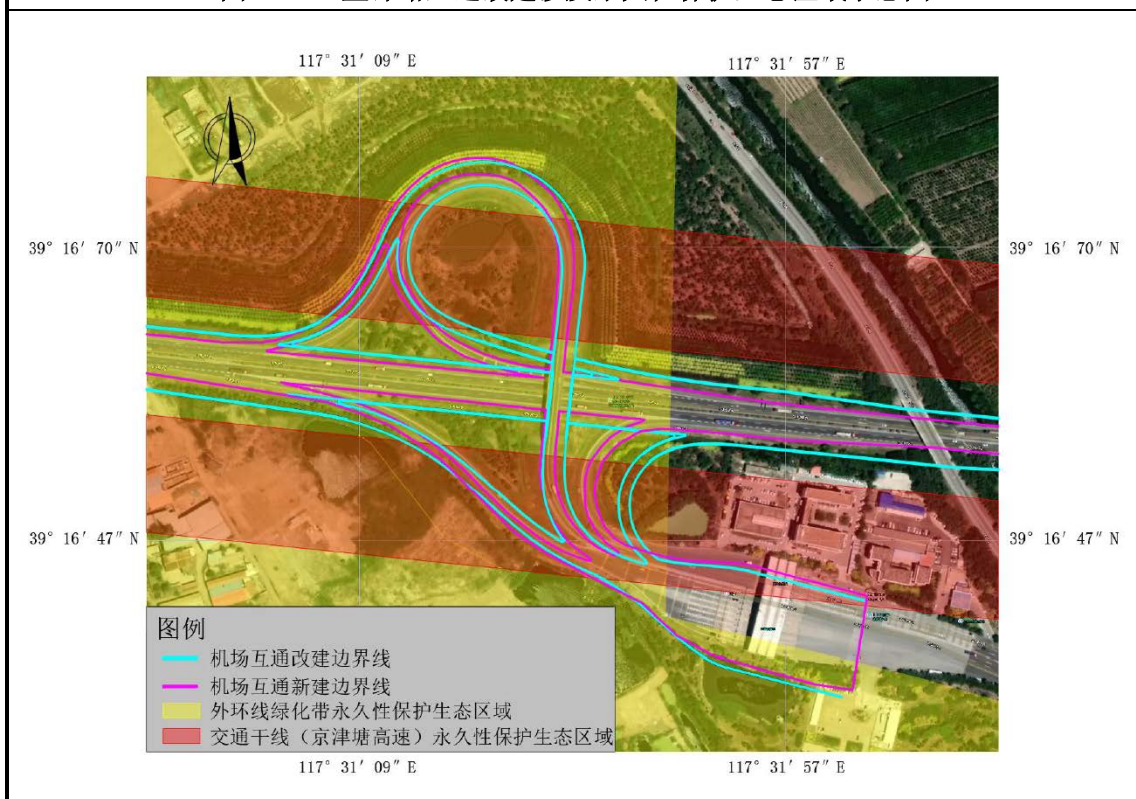 117° 31′ 09″ E
117° 31′ 57″ E
39° 16′ 70″ N
39° 16′ 70″ N
39° 16′ 47″ N
39° 16′ 47″ N
图例
机场互通改建边界线
机场互通新建边界线
外环线绿化带永久性保护生态区域
交通干线（京津塘高速）永久性保护生态区域
117° 31′ 09″ E
117° 31′ 57″ E